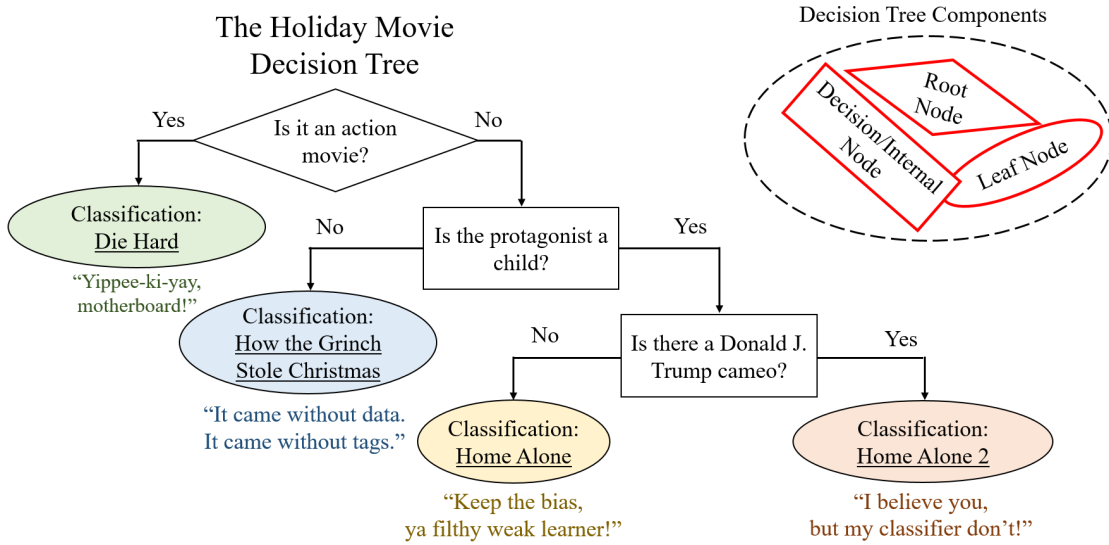 The Holiday Movie
Decision Tree
Decision Tree Components
Root
Node
Decision/Internal
Node
Leaf Node
Yes
Is it an action
movie?
No
Classification:
Die Hard
“Yippee-ki-yay,
motherboard!”
No
Is the protagonist a
child?
Yes
Classification:
How the Grinch
Stole Christmas
“It came without data.
It came without tags.”
No
Is there a Donald J.
Trump cameo?
Yes
Classification:
Home Alone
“Keep the bias,
ya filthy weak learner!”
Classification:
Home Alone 2
“I believe you,
but my classifier don’t!”